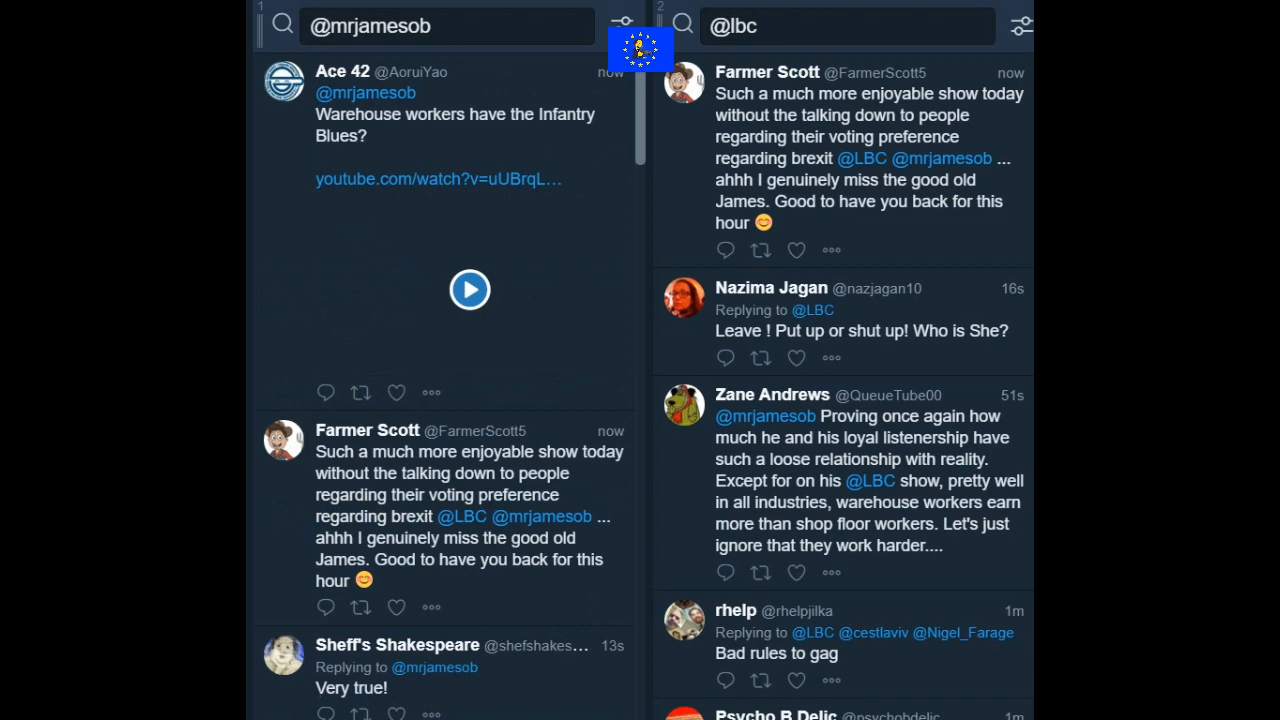 1
@mrjamesob
Ace 42 @AoruiYao now
@mrjamesob
Warehouse workers have the Infantry
Blues?
youtube.com/watch?v=uUBrqL…
Farmer Scott @FarmerScott5 now
Such a much more enjoyable show today
without the talking down to people
regarding their voting preference
regarding brexit @LBC @mrjamesob ...
ahhh I genuinely miss the good old
James. Good to have you back for this
hour 😊
Sheff's Shakespeare @shefshakes… 13s
Replying to @mrjamesob
Very true!
2
@lbc
Farmer Scott @FarmerScott5 now
Such a much more enjoyable show today
without the talking down to people
regarding their voting preference
regarding brexit @LBC @mrjamesob ...
ahhh I genuinely miss the good old
James. Good to have you back for this
hour 😊
Nazima Jagan @nazjagan10 16s
Replying to @LBC
Leave ! Put up or shut up! Who is She?
Zane Andrews @QueueTube00 51s
@mrjamesob Proving once again how
much he and his loyal listenership have
such a loose relationship with reality.
Except for on his @LBC show, pretty well
in all industries, warehouse workers earn
more than shop floor workers. Let's just
ignore that they work harder....
rhelp @rhelpjilka 1m
Replying to @LBC @cestlaviv @Nigel_Farage
Bad rules to gag
Psycho B Delic @psychobdelic 1m